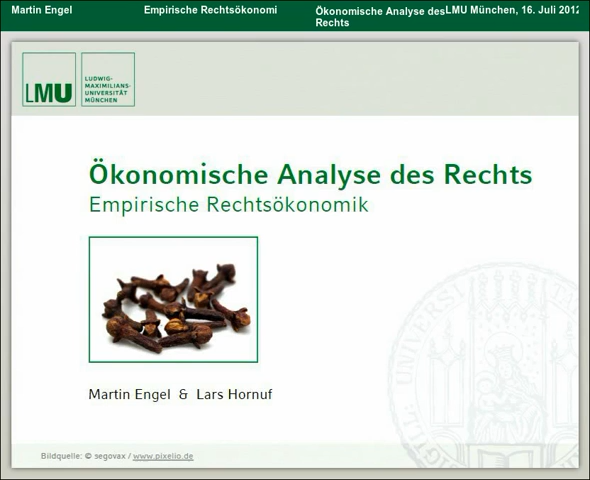 Martin Engel
Empirische Rechtsökonomi
Ökonomische Analyse des
Rechts
LMU München, 16. Juli 2012
LMU
LUDWIG-
MAXIMILIANS-
UNIVERSITÄT
MÜNCHEN
Ökonomische Analyse des Rechts
Empirische Rechtsökonomik
Martin Engel & Lars Hornuf
Bildquelle: © segovax / www.pixelio.de